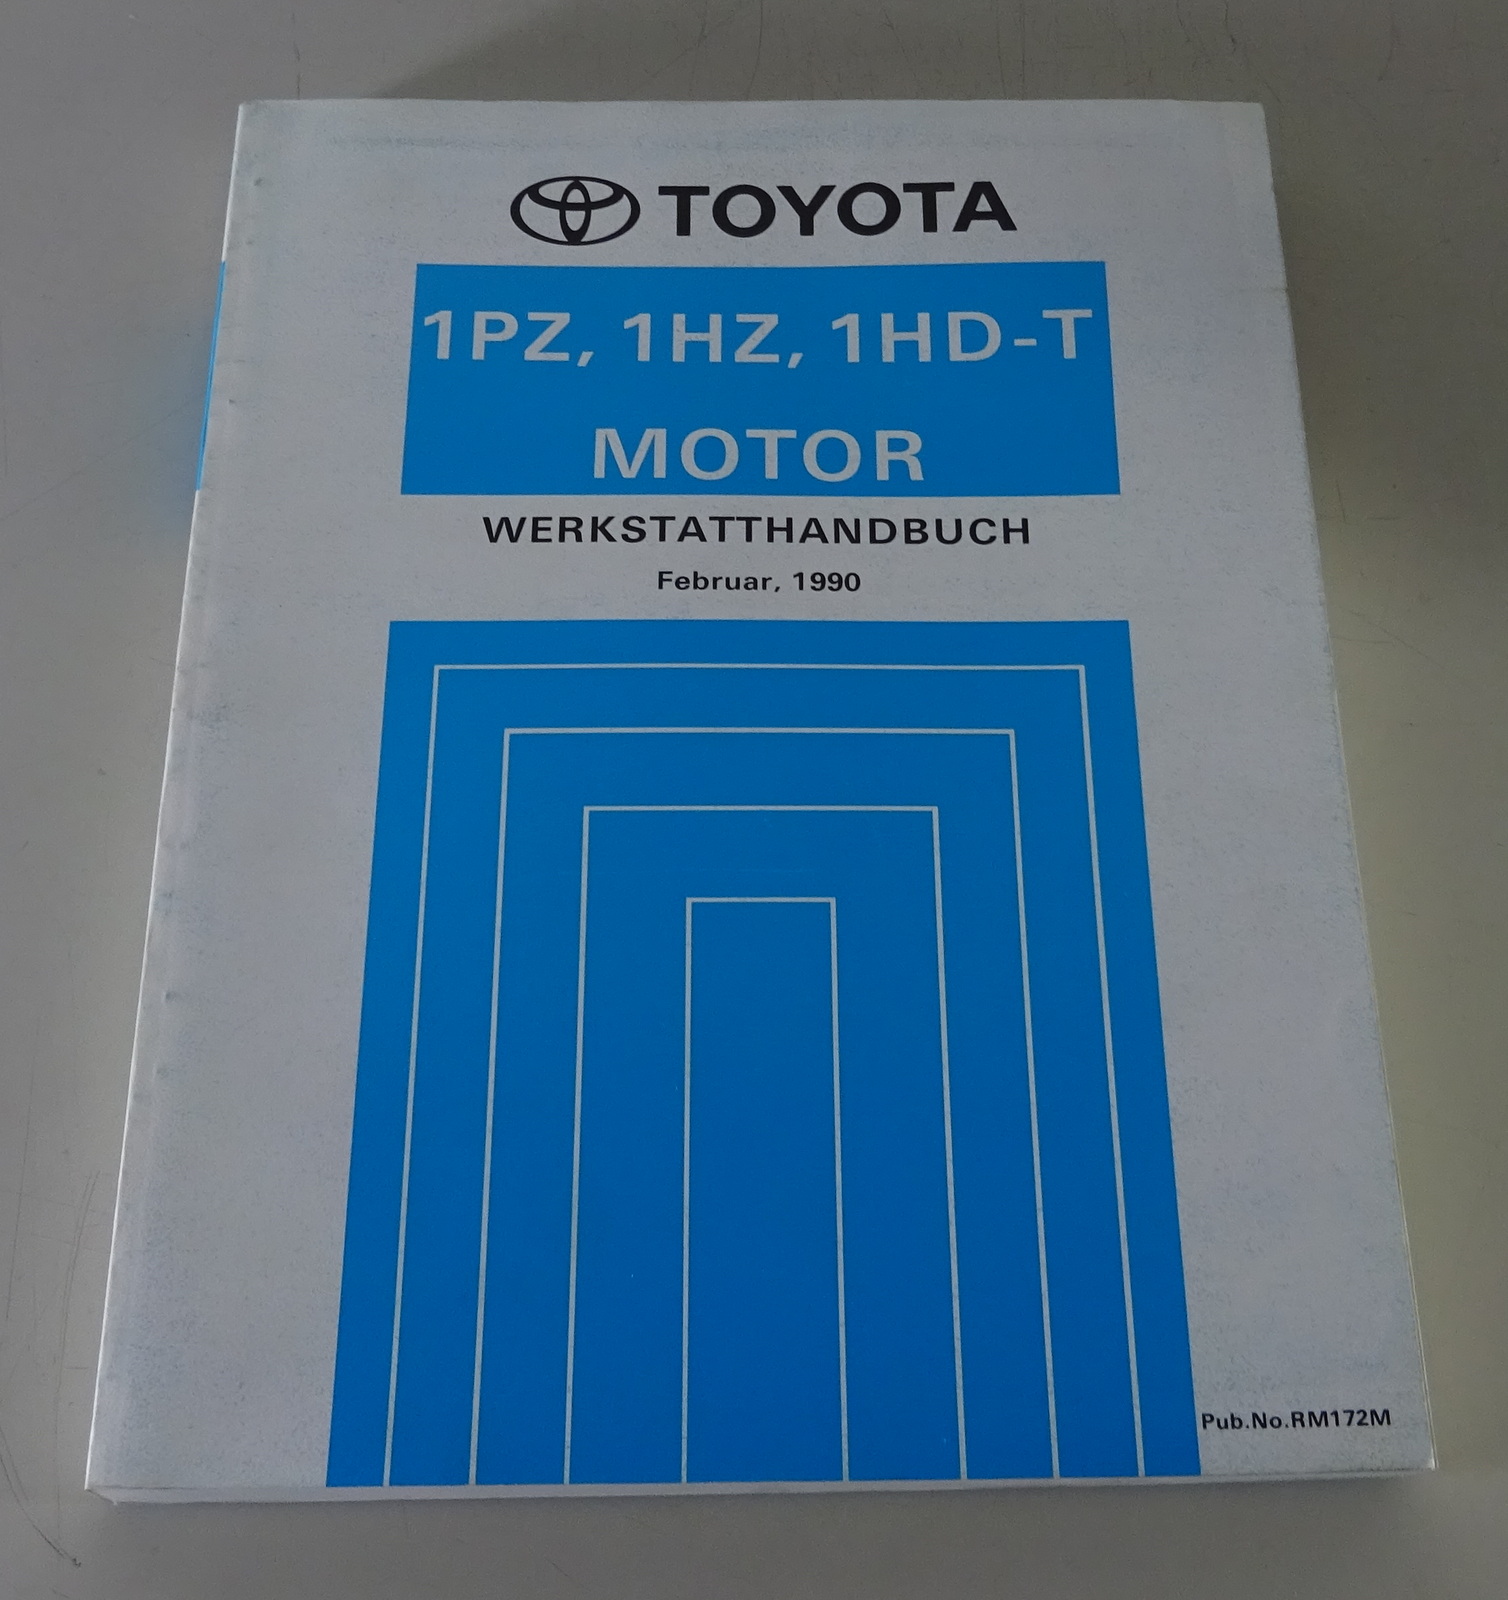 TOYOTA
1PZ, 1HZ, 1HD-T
MOTOR
WERKSTATTHANDBUCH
Februar, 1990
Pub.No.RM172M